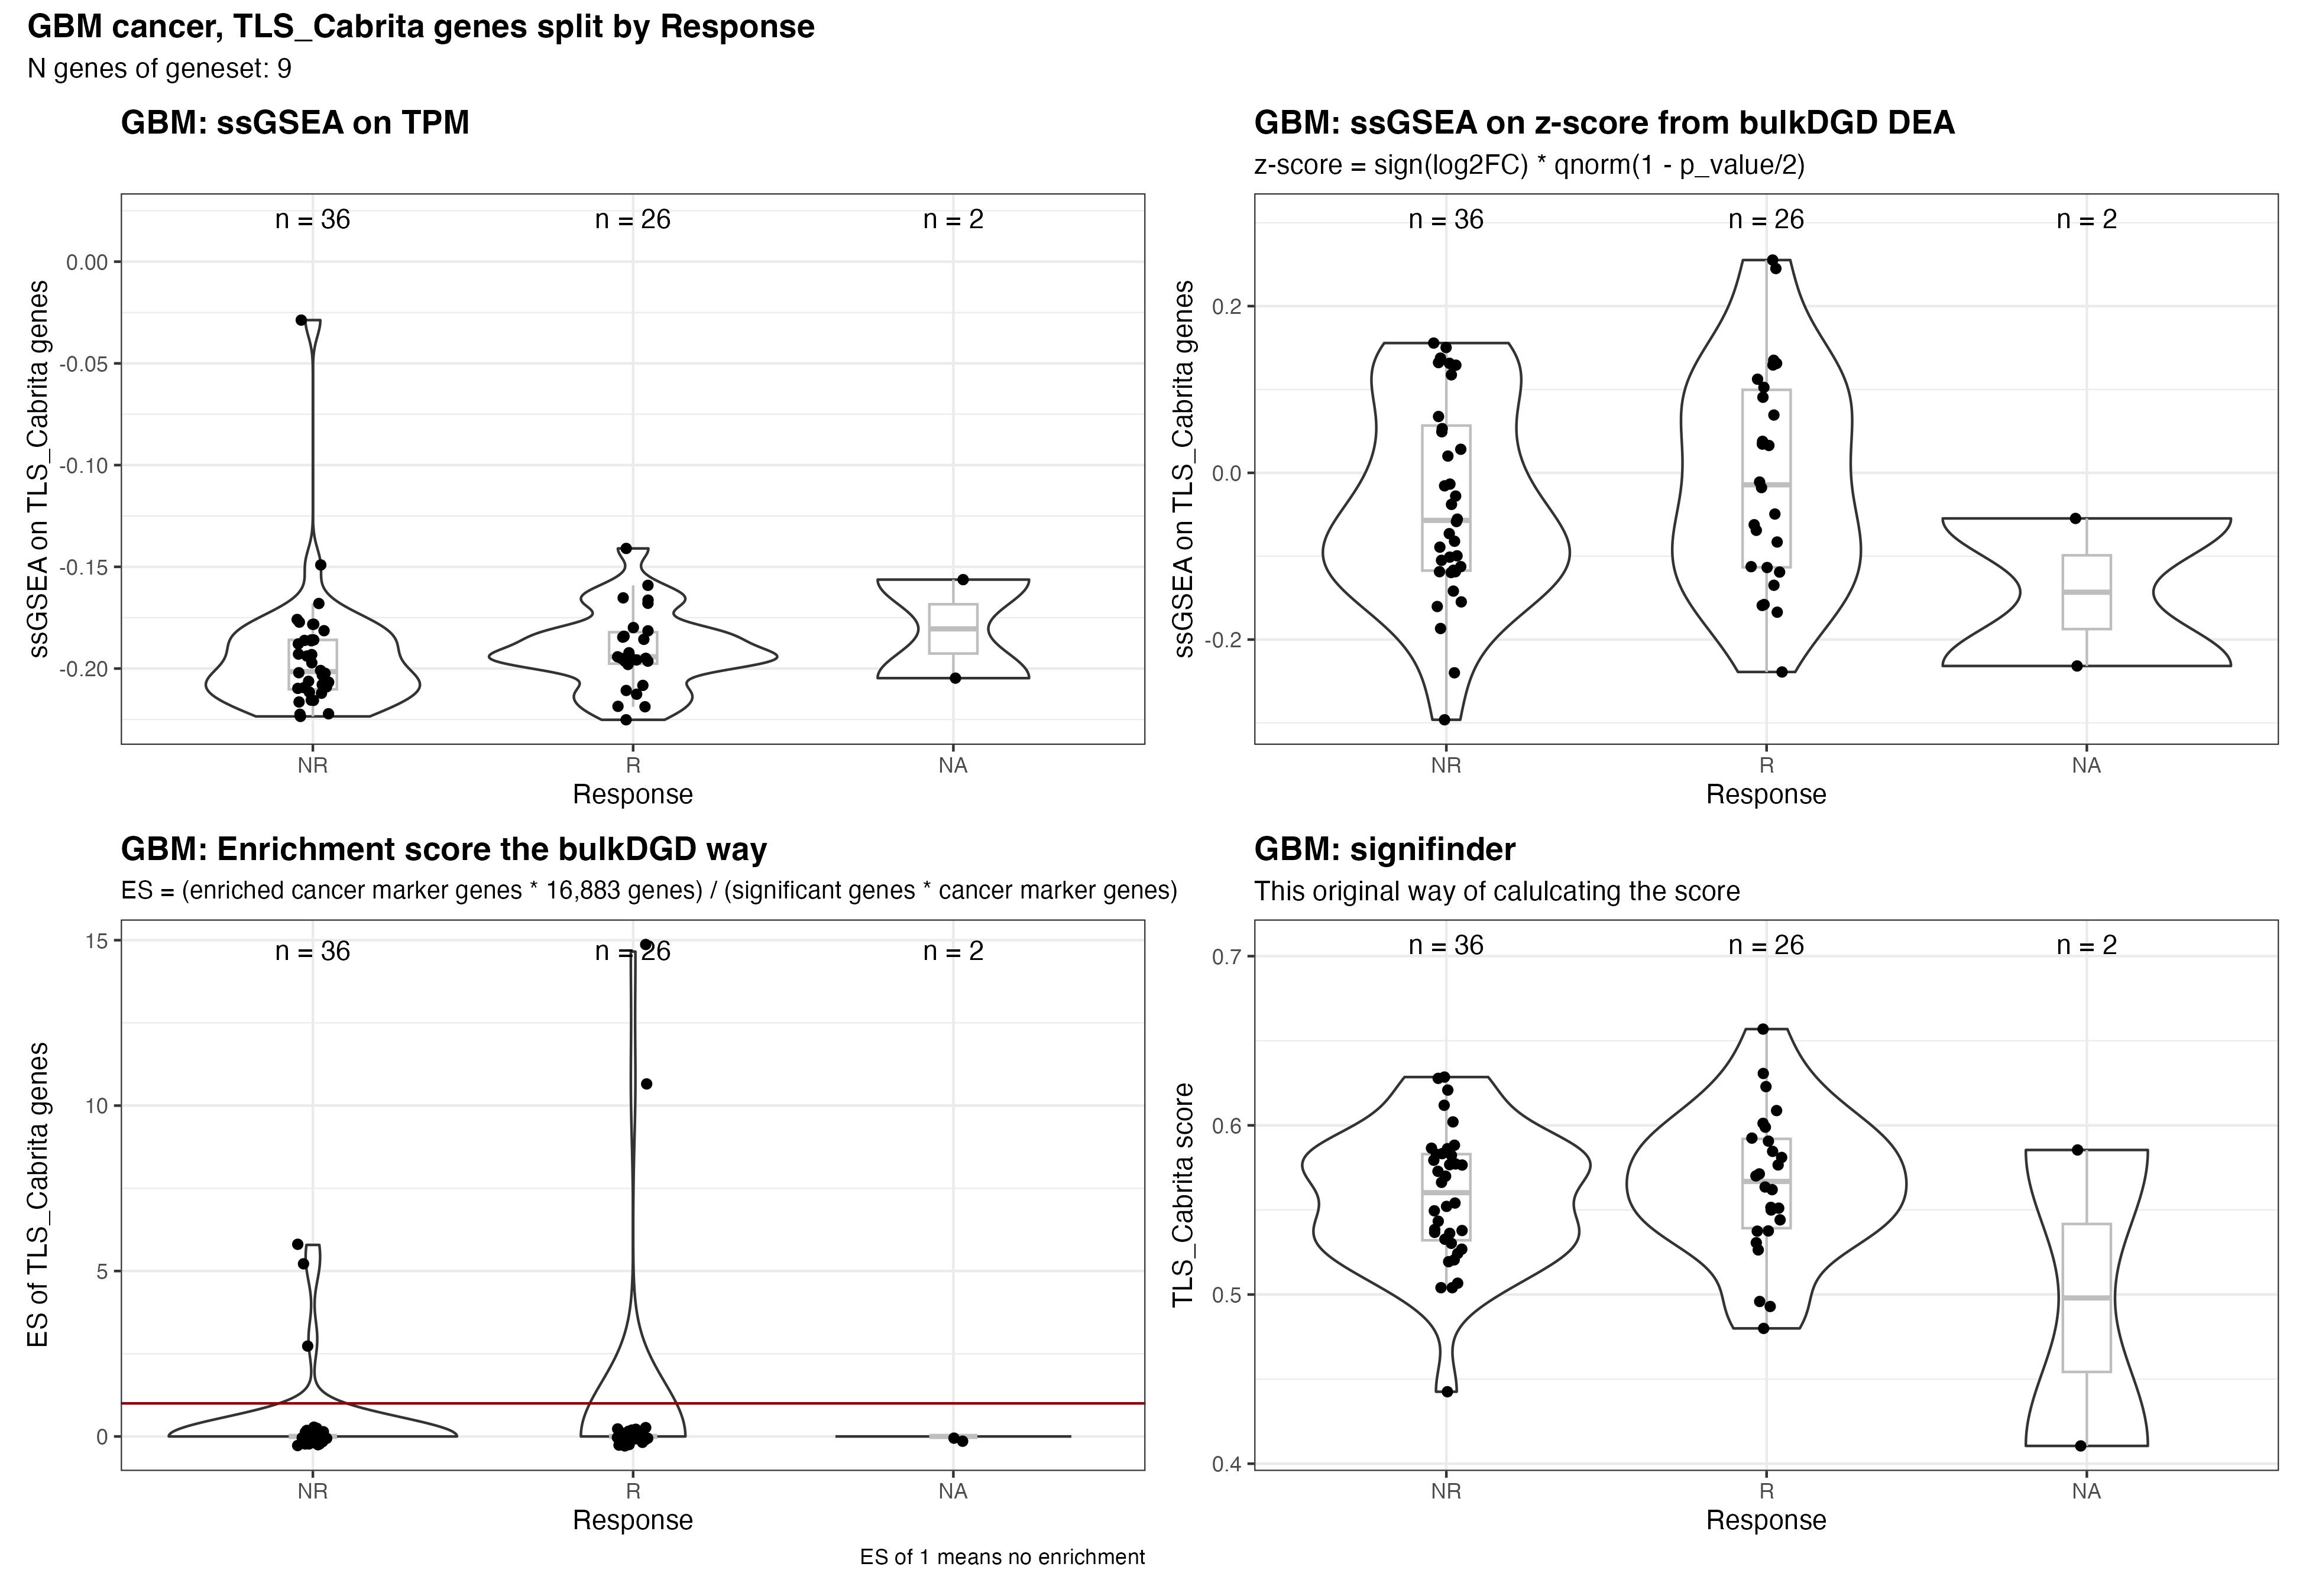 GBM cancer, TLS_Cabrita genes split by Response
N genes of geneset: 9
GBM: ssGSEA on TPM
n = 36
n = 26
n = 2
ssGSEA on TLS_Cabrita genes
0.00
-0.05
-0.10
-0.15
-0.20
NR
R
NA
Response
GBM: ssGSEA on z-score from bulkDGD DEA
z-score = sign(log2FC) * qnorm(1 - p_value/2)
n = 36
n = 26
n = 2
ssGSEA on TLS_Cabrita genes
0.2
0.0
-0.2
NR
R
NA
Response
GBM: Enrichment score the bulkDGD way
ES = (enriched cancer marker genes * 16,883 genes) / (significant genes * cancer marker genes)
n = 36
n = 26
n = 2
ES of TLS_Cabrita genes
15
10
5
0
NR
R
NA
Response
ES of 1 means no enrichment
GBM: signifinder
This original way of calulcating the score
n = 36
n = 26
n = 2
TLS_Cabrita score
0.7
0.6
0.5
0.4
NR
R
NA
Response